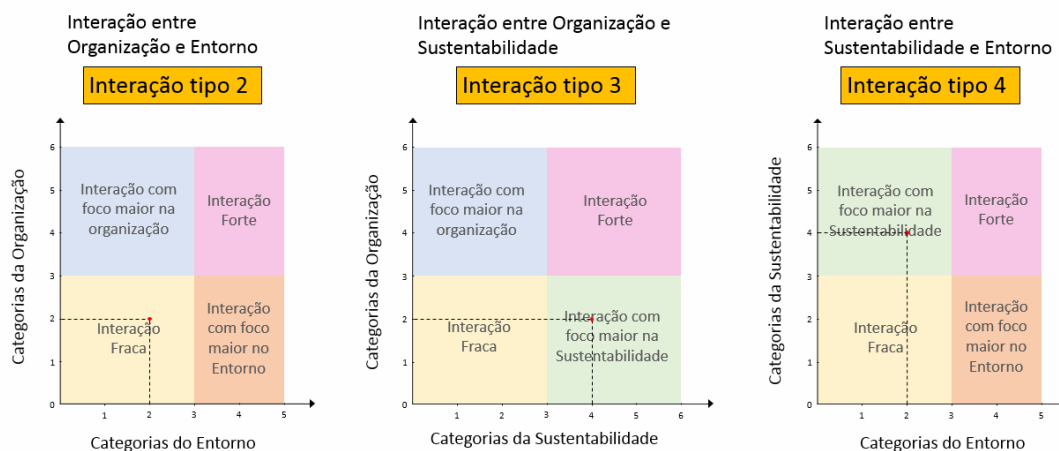 Interação entre
Organização e Entorno
Interação tipo 2
Categorias da Organização
6
5
4
3
2
1
0
Interação com
foco maior na
organização
Interação
Forte
Interação
Fraca
Interação
com foco
maior no
Entorno
1
2
3
4
5
Categorias do Entorno
Interação entre Organização e
Sustentabilidade
Interação tipo 3
Categorias da Organização
6
5
4
3
2
1
0
Interação com
foco maior na
organização
Interação
Forte
Interação
Fraca
Interação com
foco maior na
Sustentabilidade
1
2
3
4
5
6
Categorias da Sustentabilidade
Interação entre
Sustentabilidade e Entorno
Interação tipo 4
Categorias da Sustentabilidade
6
5
4
3
2
1
0
Interação com
foco maior na
Sustentabilidade
Interação
Forte
Interação
Fraca
Interação
com foco
maior no
Entorno
1
2
3
4
5
Categorias do Entorno